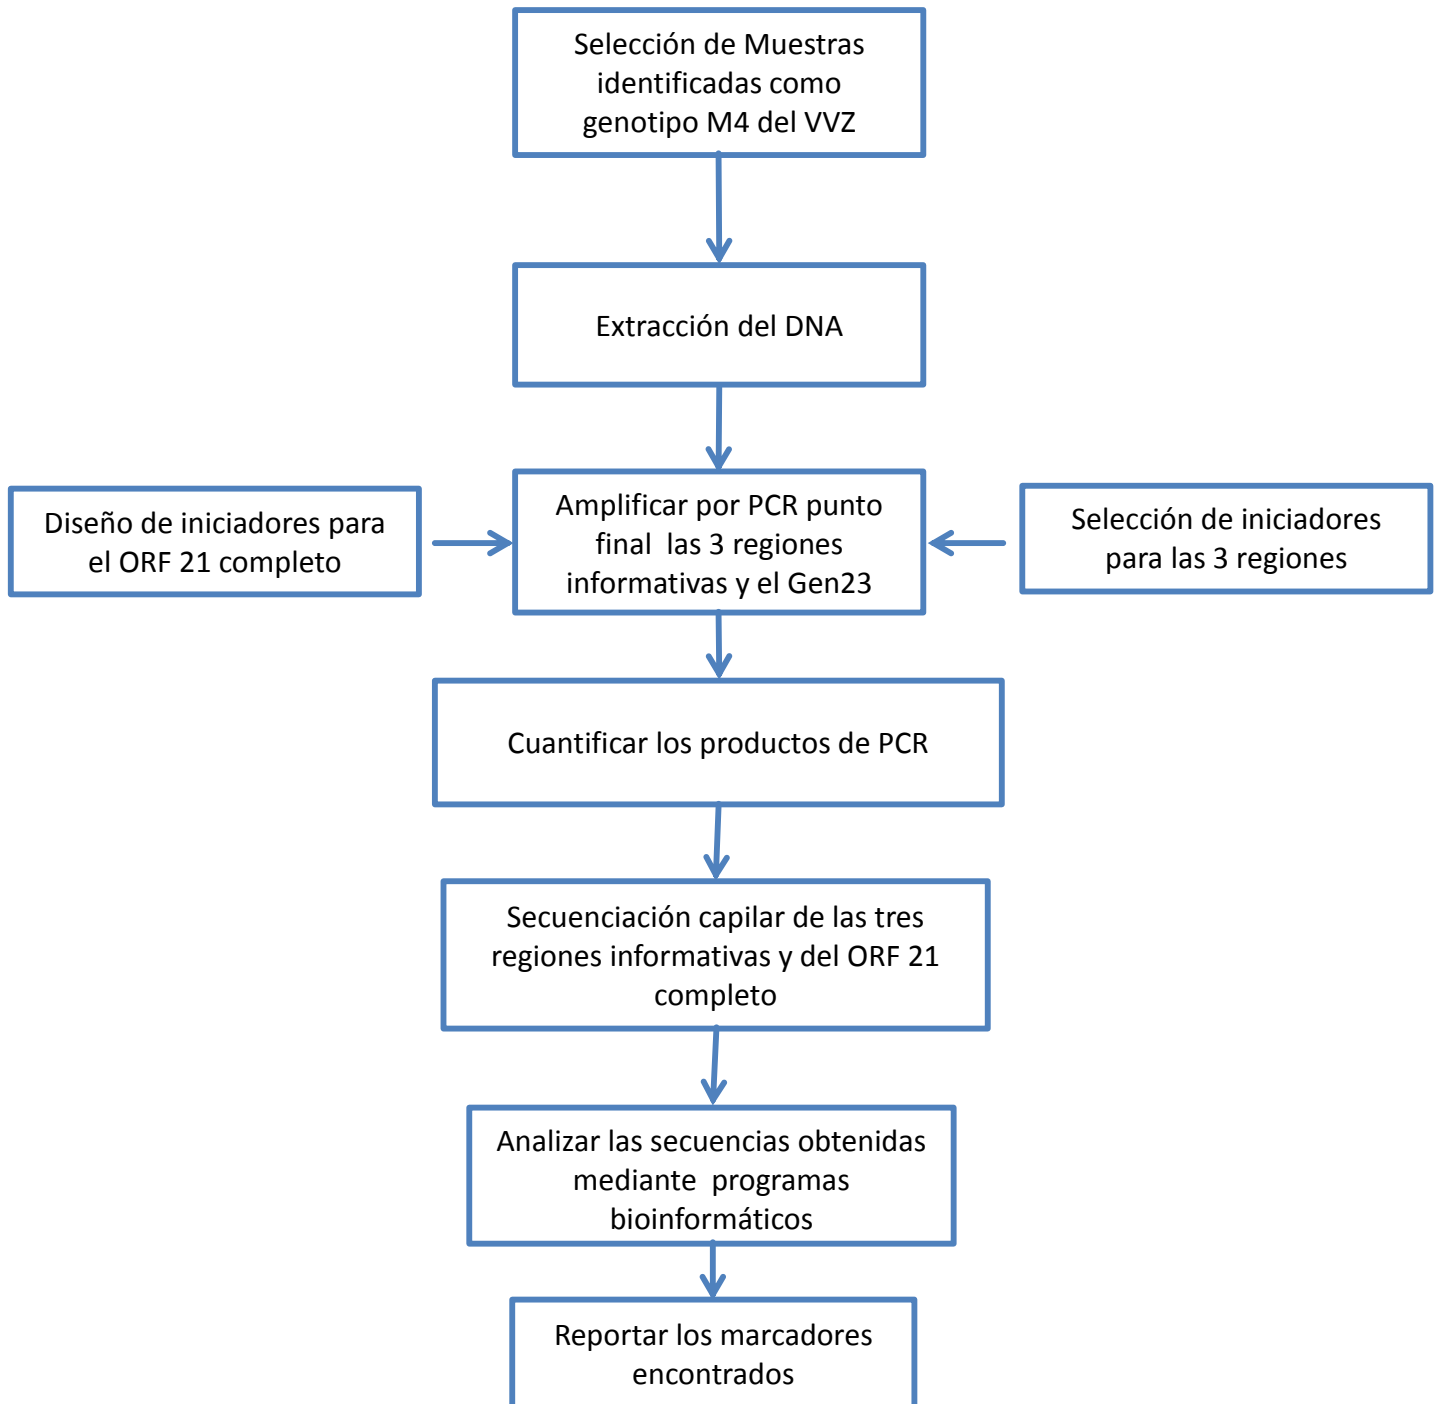 Selección de Muestras
identificadas como
genotipo M4 del VVZ
Extracción del DNA
Diseño de iniciadores para
el ORF 21 completo
Amplificar por PCR punto
final  las 3 regiones
informativas y el Gen23
Selección de iniciadores
para las 3 regiones
Cuantificar los productos de PCR
Secuenciación capilar de las tres
regiones informativas y del ORF 21
completo
Analizar las secuencias obtenidas
mediante  programas
bioinformáticos
Reportar los marcadores
encontrados